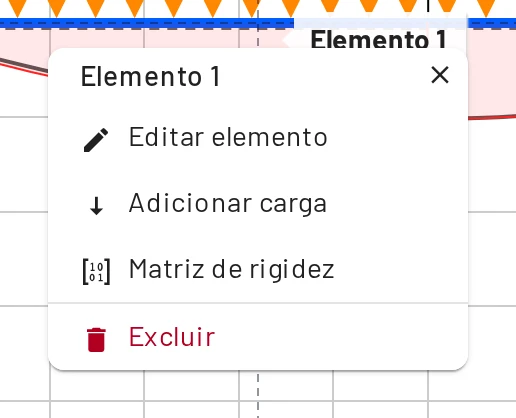 Elemento 1
Elemento 1
Editar elemento
Adicionar carga
Matriz de rigidez
Excluir